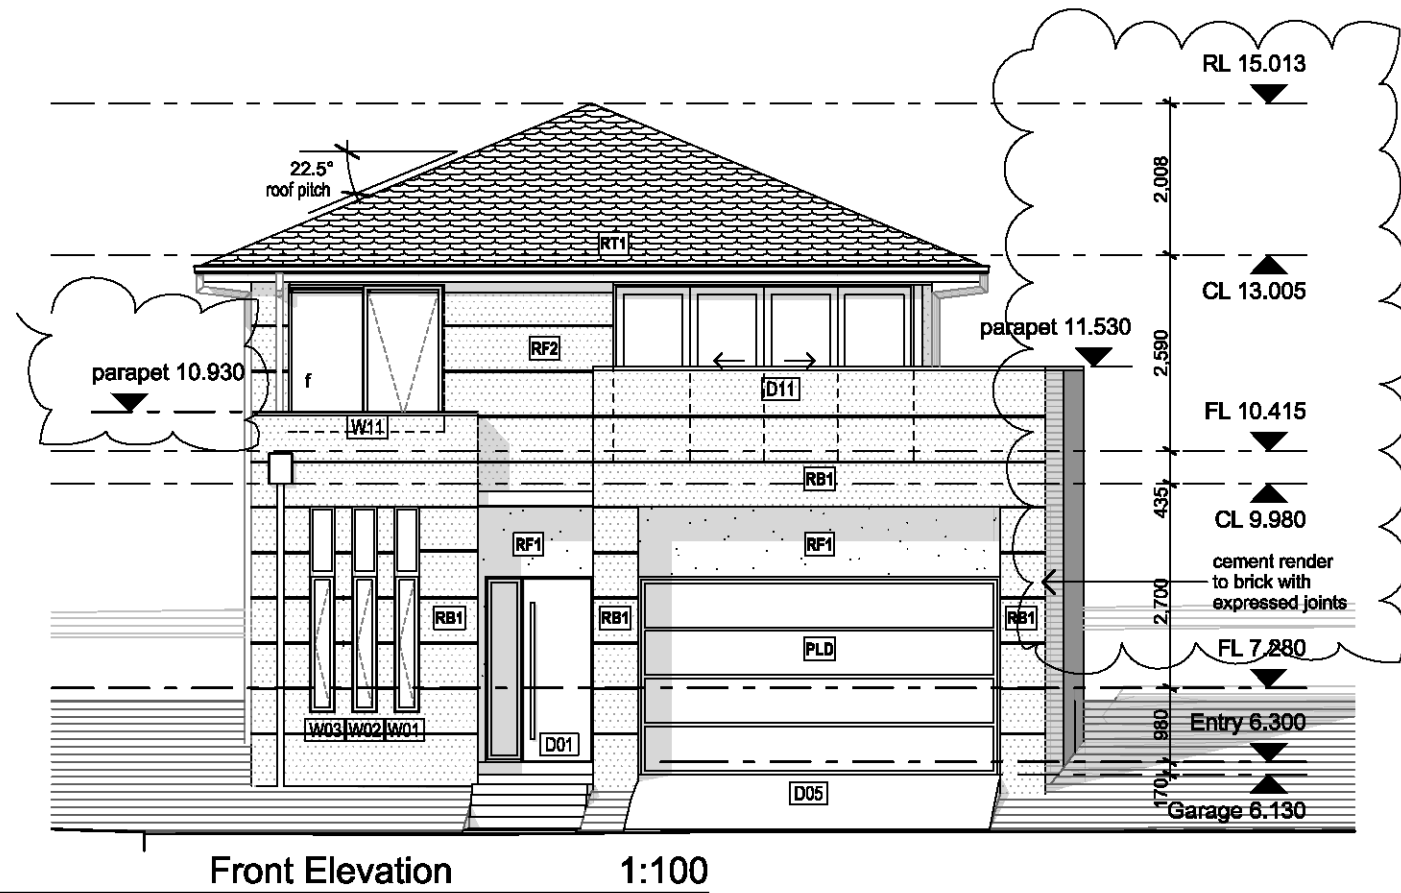 RL 15.013
2,008
22.5°
roof pitch
RT1
CL 13.005
parapet 11.530
2,590
RF2
parapet 10.930
f
D11
FL 10.415
W11
RB1
435
CL 9.980
RF1
RF1
cement render
to brick with
expressed joints
2,700
RB1
RB1
RB1
PLD
FL 7.280
W03
W02
W01
D01
980
Entry 6.300
D05
170
Garage 6.130
Front Elevation
1:100